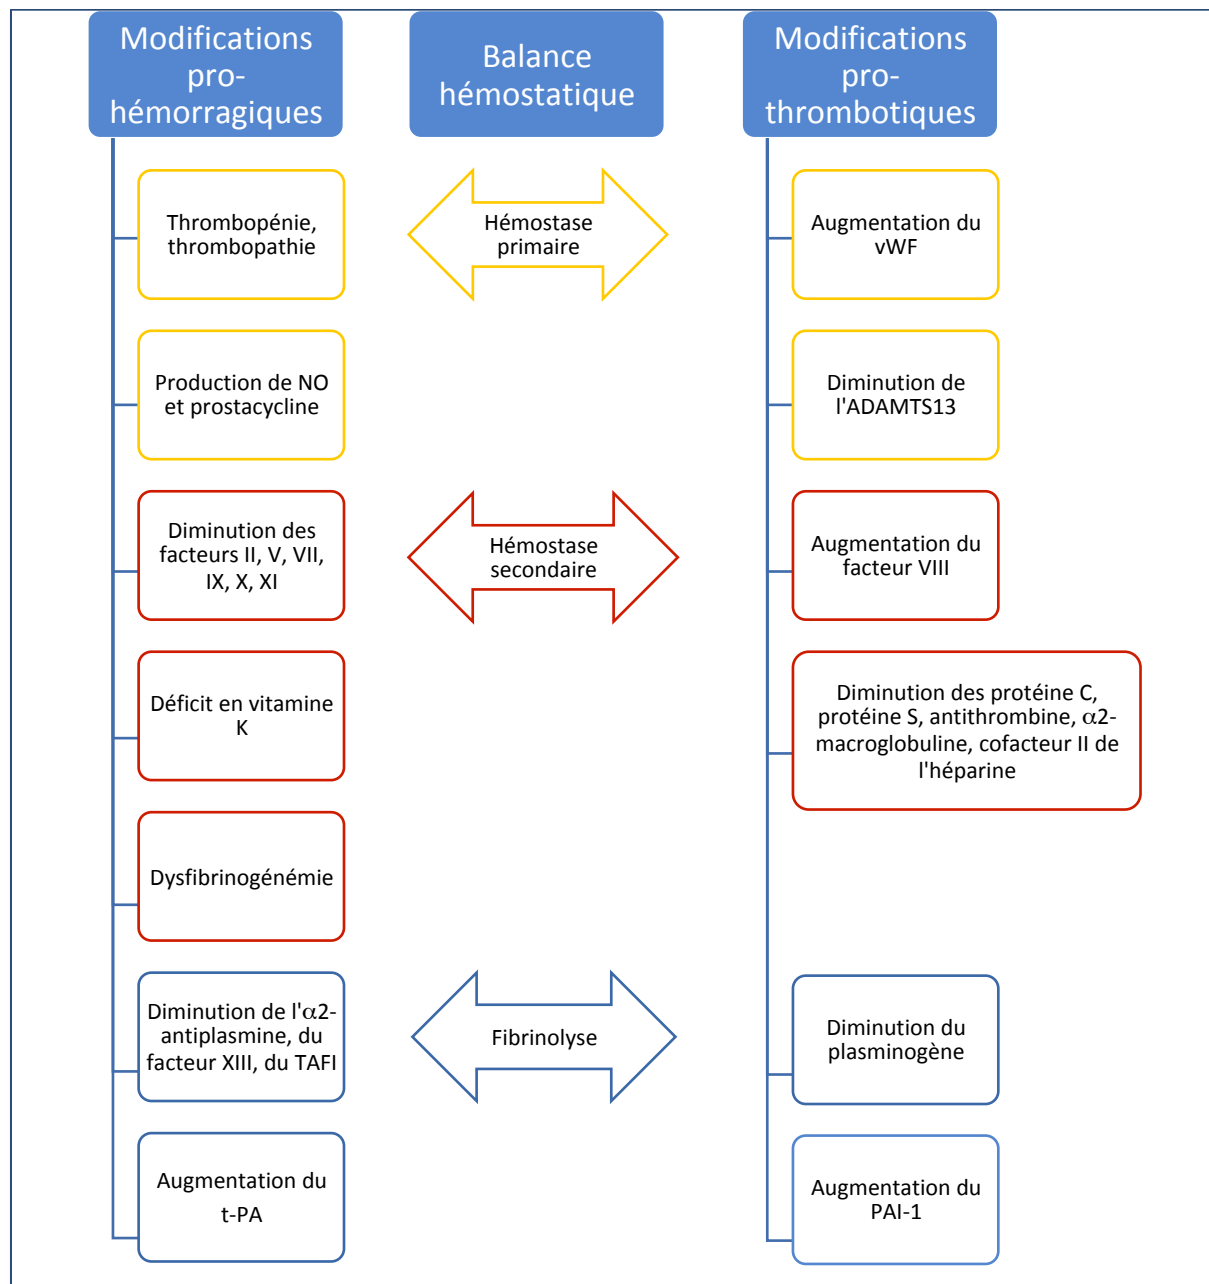 Modifications
pro-
hémorragiques
Balance
hémostatique
Modifications
pro-
thrombotiques
Thrombopénie,
thrombopathie
Hémostase
primaire
Augmentation du
vWF
Production de NO
et prostacycline
Diminution de
l'ADAMTS13
Diminution des
facteurs II, V, VII,
IX, X, XI
Hémostase
secondaire
Augmentation du
facteur VIII
Déficit en vitamine
K
Diminution des protéine C,
protéine S, antithrombine, α2-
macroglobuline, cofacteur II de
l'héparine
Dysfibrinogénémie
Diminution de l'α2-
antiplasmine, du
facteur XIII, du TAFI
Fibrinolyse
Diminution du
plasminogène
Augmentation du
t-PA
Augmentation du
PAI-1